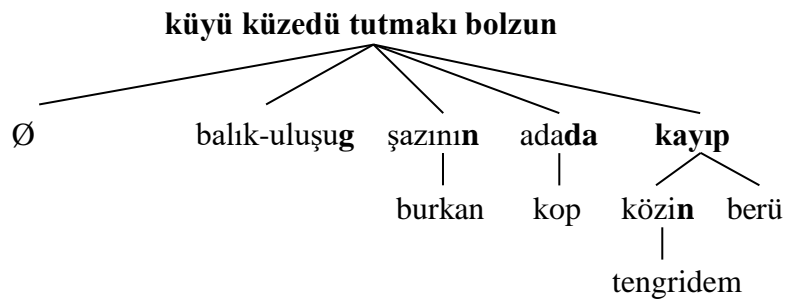 küyü küzedü tutmakı bolzun
Ø balık-uluşug şazının adada kayıp
burkan kop közin berü
tengridem